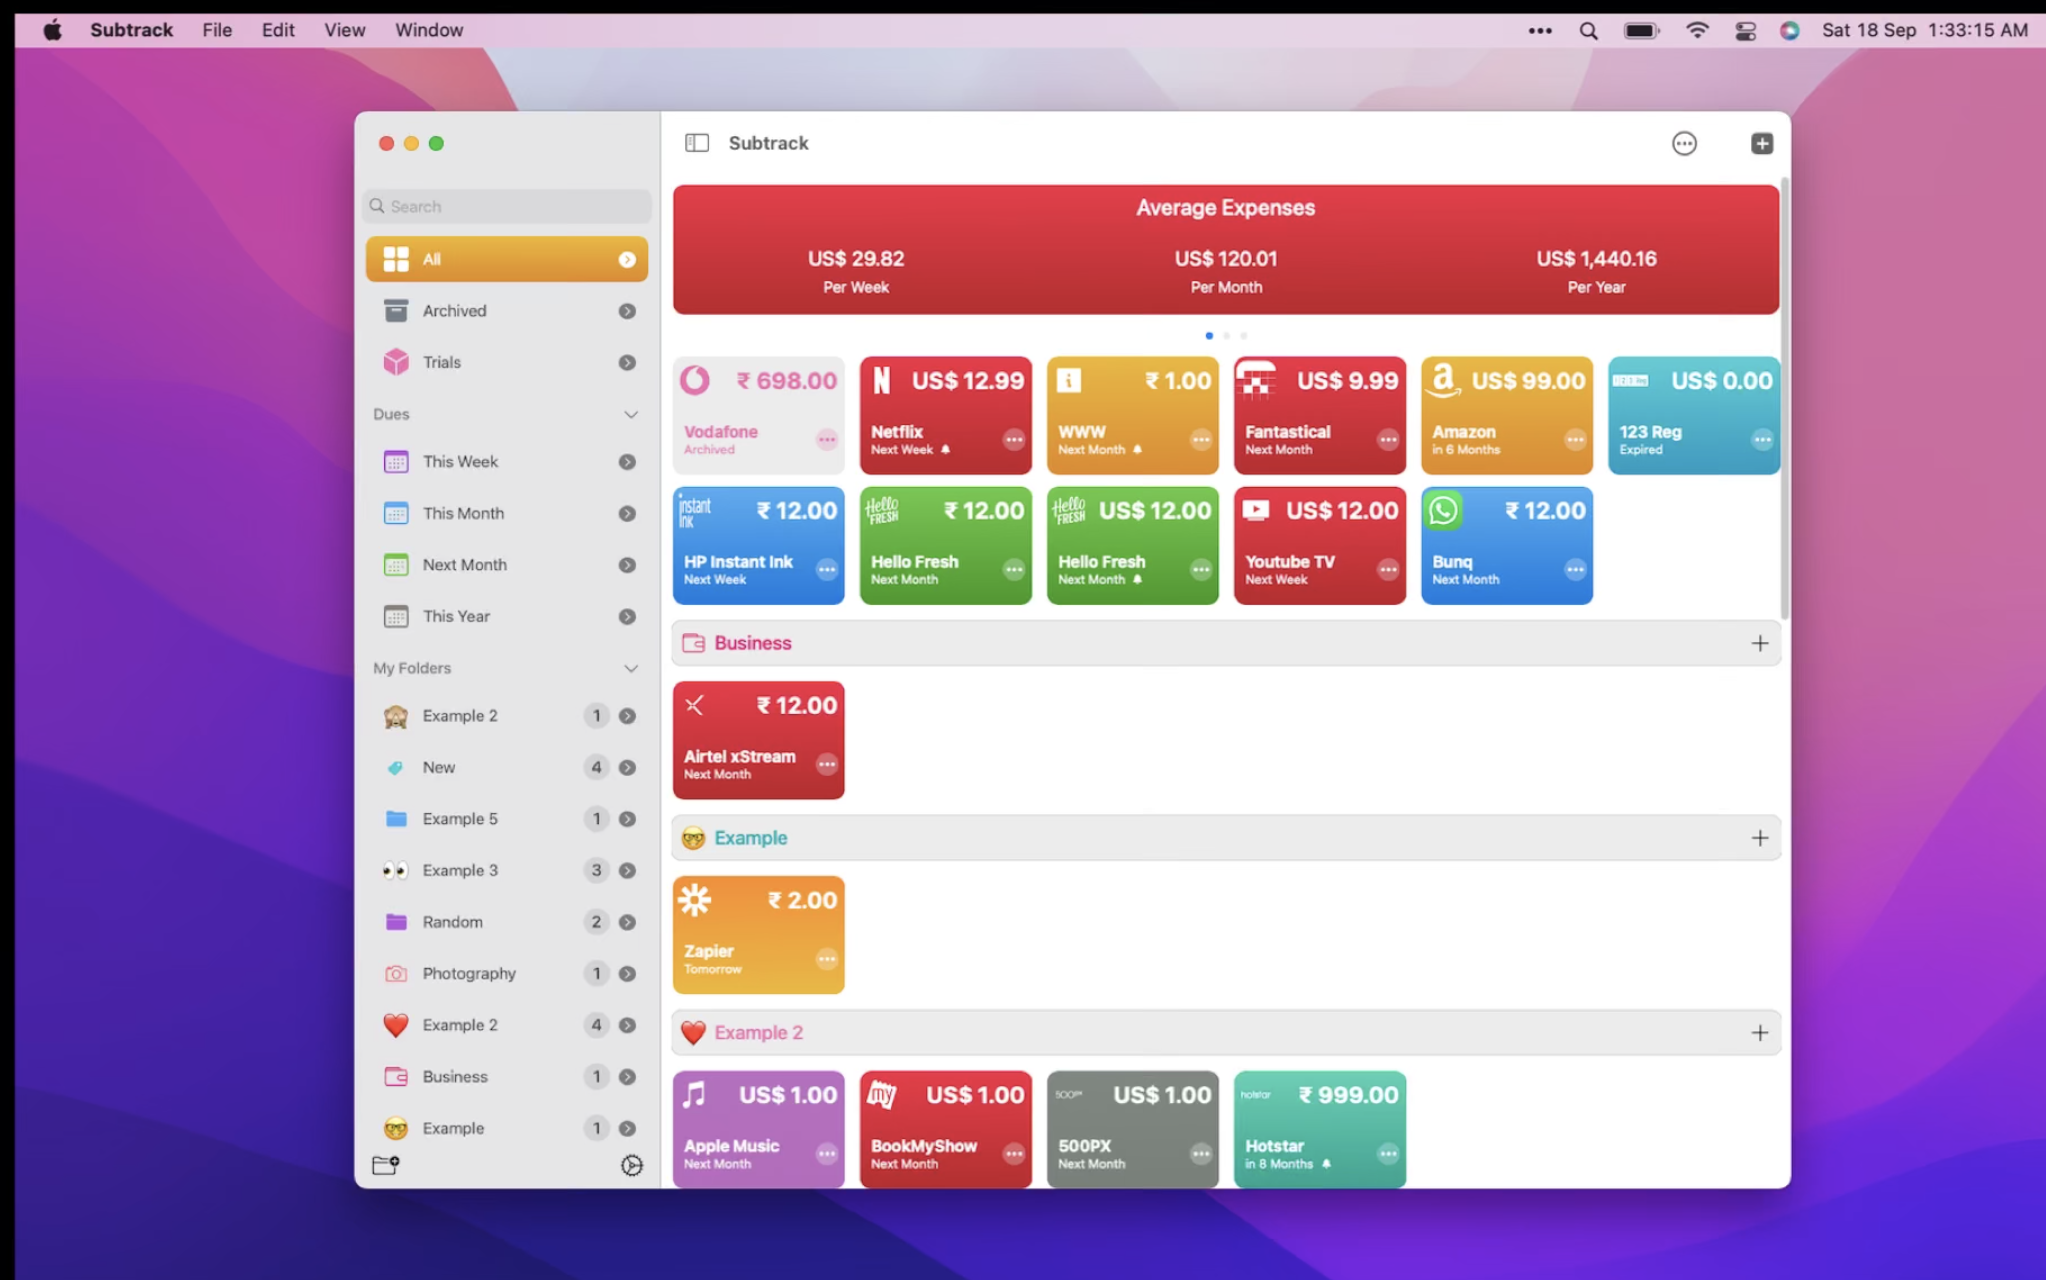 Subtrack File Edit View Window Sat 18 Sep 1:33:15 AM
Subtrack
Search
All
Archived
Trials
Dues
This Week
This Month
Next Month
This Year
My Folders
Example 2 1
New 4
Example 5 1
Example 3 3
Random 2
Photography 1
Example 2 4
Business 1
Example 1
Average Expenses
US$ 29.82 US$ 120.01 US$ 1,440.16
Per Week Per Month Per Year
₹ 698.00
Vodafone
Archived
N US$ 12.99
Netflix
Next Week
i ₹ 1.00
WWW
Next Month
US$ 9.99
Fantastical
Next Month
a US$ 99.00
Amazon
in 6 Months
US$ 0.00
123 Reg
Expired
instant
ink
₹ 12.00
HP Instant Ink
Next Week
Hello
FRESH
₹ 12.00
Hello Fresh
Next Month
Hello
FRESH
US$ 12.00
Hello Fresh
Next Month
US$ 12.00
Youtube TV
Next Week
₹ 12.00
Bunq
Next Month
Business
₹ 12.00
Airtel xStream
Next Month
Example
₹ 2.00
Zapier
Tomorrow
Example 2
US$ 1.00
Apple Music
Next Month
my US$ 1.00
BookMyShow
Next Month
500px US$ 1.00
500PX
Next Month
hotstar ₹ 999.00
Hotstar
in 8 Months